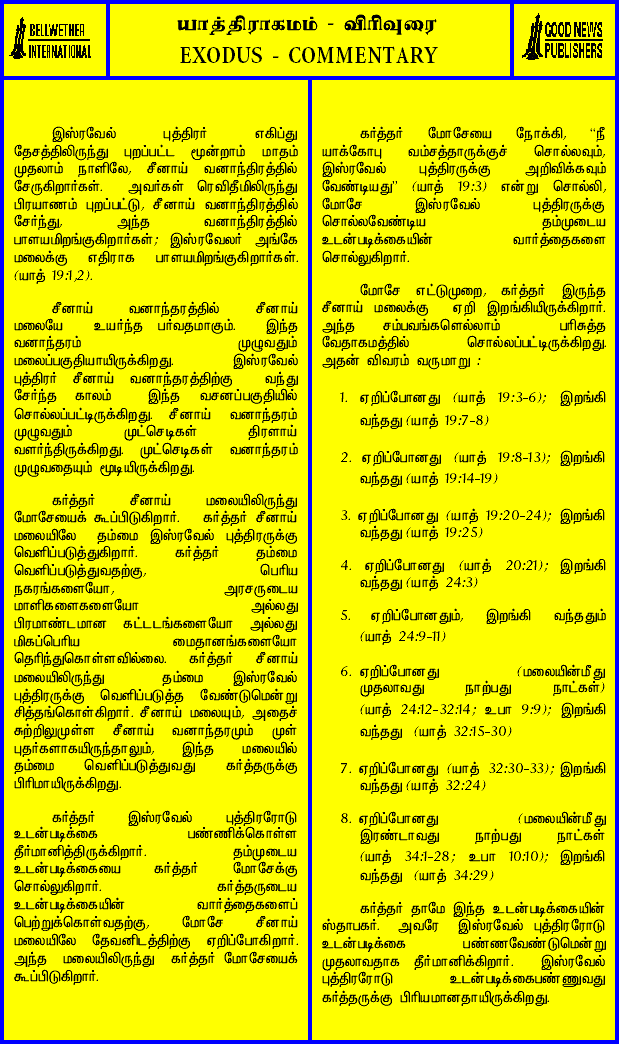 BELLWETHER
INTERNATIONAL
யாத்திராகமம் - விரிவுரை
EXODUS - COMMENTARY
GOOD NEWS
PUBLISHERS
இஸ்ரவேல் புத்திரர் எகிப்து
தேசத்திலிருந்து புறப்பட்ட மூன்றாம் மாதம்
முதலாம் நாளிலே, சீனாய் வனாந்திரத்தில்
சேருகிறார்கள். அவர்கள் ரெவிதீமிலிருந்து
பிரயாணம் புறப்பட்டு, சீனாய் வனாந்திரத்தில்
சேர்ந்து, அந்த வனாந்திரத்தில்
பாளயமிறங்குகிறார்கள்; இஸ்ரவேலர் அங்கே
மலைக்கு எதிராக பாளயமிறங்குகிறார்கள்.
(யாத் 19:1,2).
சீனாய் வனாந்தரத்தில் சீனாய்
மலையே உயர்ந்த பர்வதமாகும். இந்த
வனாந்தரம் முழுவதும்
மலைப்பகுதியாயிருக்கிறது. இஸ்ரவேல்
புத்திரர் சீனாய் வனாந்தரத்திற்கு வந்து
சேர்ந்த காலம் இந்த வசனப்பகுதியில்
சொல்லப்பட்டிருக்கிறது. சீனாய் வனாந்தரம்
முழுவதும் முட்செடிகள் திரளாய்
வளர்ந்திருக்கிறது. முட்செடிகள் வனாந்தரம்
முழுவதையும் மூடியிருக்கிறது.
கர்த்தர் சீனாய் மலையிலிருந்து
மோசேயைக் கூப்பிடுகிறார். கர்த்தர் சீனாய்
மலையிலே தம்மை இஸ்ரவேல் புத்திரருக்கு
வெளிப்படுத்துகிறார். கர்த்தர் தம்மை
வெளிப்படுத்துவதற்கு, பெரிய
நகரங்களையோ, அரசருடைய
மாளிகளைகளையோ அல்லது
பிரமாண்டமான கட்டடங்களையோ அல்லது
மிகப்பெரிய மைதானங்களையோ
தெரிந்துகொள்ளவில்லை. கர்த்தர் சீனாய்
மலையிலிருந்து தம்மை இஸ்ரவேல்
புத்திரருக்கு வெளிப்படுத்த வேண்டுமென்று
சித்தங்கொள்கிறார். சீனாய் மலையும், அதைச்
சுற்றிலுமுள்ள சீனாய் வனாந்தரமும் முள்
புதர்களாகயிருந்தாலும், இந்த மலையில்
தம்மை வெளிப்படுத்துவது கர்த்தருக்கு
பிரிமாயிருக்கிறது.
கர்த்தர் இஸ்ரவேல் புத்திரரோடு
உடன்படிக்கை பண்ணிக்கொள்ள
தீர்மானித்திருக்கிறார். தம்முடைய
உடன்படிக்கையை கர்த்தர் மோசேக்கு
சொல்லுகிறார். கர்த்தருடைய
உடன்படிக்கையின் வார்த்தைகளைப்
பெற்றுக்கொள்வதற்கு, மோசே சீனாய்
மலையிலே தேவனிடத்திற்கு ஏறிப்போகிறார்.
அந்த மலையிலிருந்து கர்த்தர் மோசேயைக்
கூப்பிடுகிறார்.
கர்த்தர் மோசேயை நோக்கி, “நீ
யாக்கோபு வம்சத்தாருக்குச் சொல்லவும்,
இஸ்ரவேல் புத்திரருக்கு அறிவிக்கவும்
வேண்டியது” (யாத் 19:3) என்று சொல்லி,
மோசே இஸ்ரவேல் புத்திரருக்கு
சொல்லவேண்டிய தம்முடைய
உடன்படிக்கையின் வார்த்தைகளை
சொல்லுகிறார்.
மோசே எட்டுமுறை, கர்த்தர் இருந்த
சீனாய் மலைக்கு ஏறி இறங்கியிருக்கிறார்.
அந்த சம்பவங்களெல்லாம் பரிசுத்த
வேதாகமத்தில் சொல்லப்பட்டிருக்கிறது.
அதன் விவரம் வருமாறு :
1. ஏறிப்போனது (யாத் 19:3-6); இறங்கி
வந்தது (யாத் 19:7-8)
2. ஏறிப்போனது (யாத் 19:8-13); இறங்கி
வந்தது (யாத் 19:14-19)
3. ஏறிப்போனது (யாத் 19:20-24); இறங்கி
வந்தது (யாத் 19:25)
4. ஏறிப்போனது (யாத் 20:21); இறங்கி
வந்தது (யாத் 24:3)
5. ஏறிப்போனதும், இறங்கி வந்ததும்
(யாத் 24:9-11)
6. ஏறிப்போனது (மலையின்மீது
முதலாவது நாற்பது நாட்கள்)
(யாத் 24:12-32:14; உபா 9:9); இறங்கி
வந்தது (யாத் 32:15-30)
7. ஏறிப்போனது (யாத் 32:30-33); இறங்கி
வந்தது (யாத் 32:24)
8. ஏறிப்போனது (மலையின்மீது
இரண்டாவது நாற்பது நாட்கள்
(யாத் 34:1-28; உபா 10:10); இறங்கி
வந்தது (யாத் 34:29)
கர்த்தர் தாமே இந்த உடன்படிக்கையின்
ஸ்தாபகர். அவரே இஸ்ரவேல் புத்திரரோடு
உடன்படிக்கை பண்ணவேண்டுமென்று
முதலாவதாக தீர்மானிக்கிறார். இஸ்ரவேல்
புத்திரரோடு உடன்படிக்கைபண்ணுவது
கர்த்தருக்கு பிரியமானதாயிருக்கிறது.